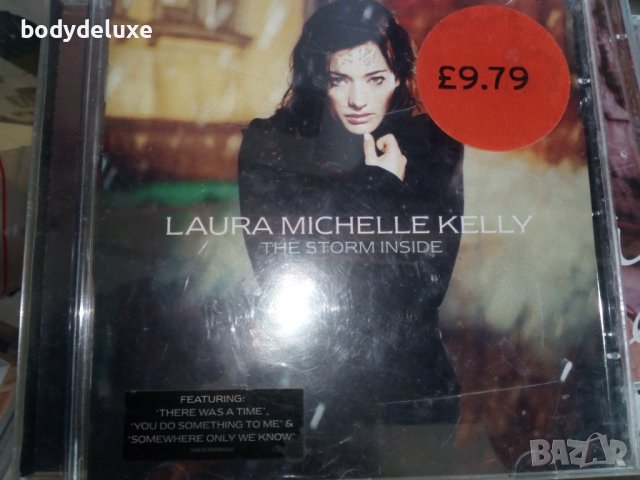 bodydeluxe
£9.79
LAURA MICHELLE KELLY
THE STORM INSIDE
FEATURING:
'THERE WAS A TIME',
'YOU DO SOMETHING TO ME' &
'SOMEWHERE ONLY WE KNOW'
BAZAR